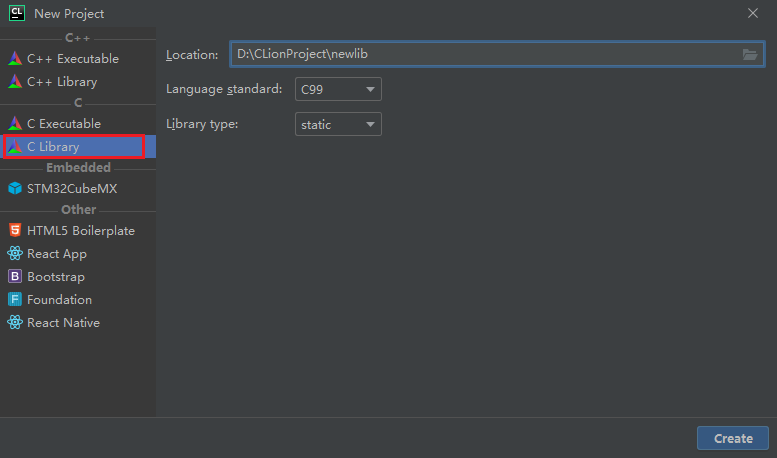 CL New Project
C++
C++ Executable
C++ Library
C
C Executable
C Library
Embedded
STM32CubeMX
Other
5 HTML5 Boilerplate
React App
B Bootstrap
F Foundation
React Native
Location: D:\CLionProject\newlib
Language standard: C99
Library type: static
Create